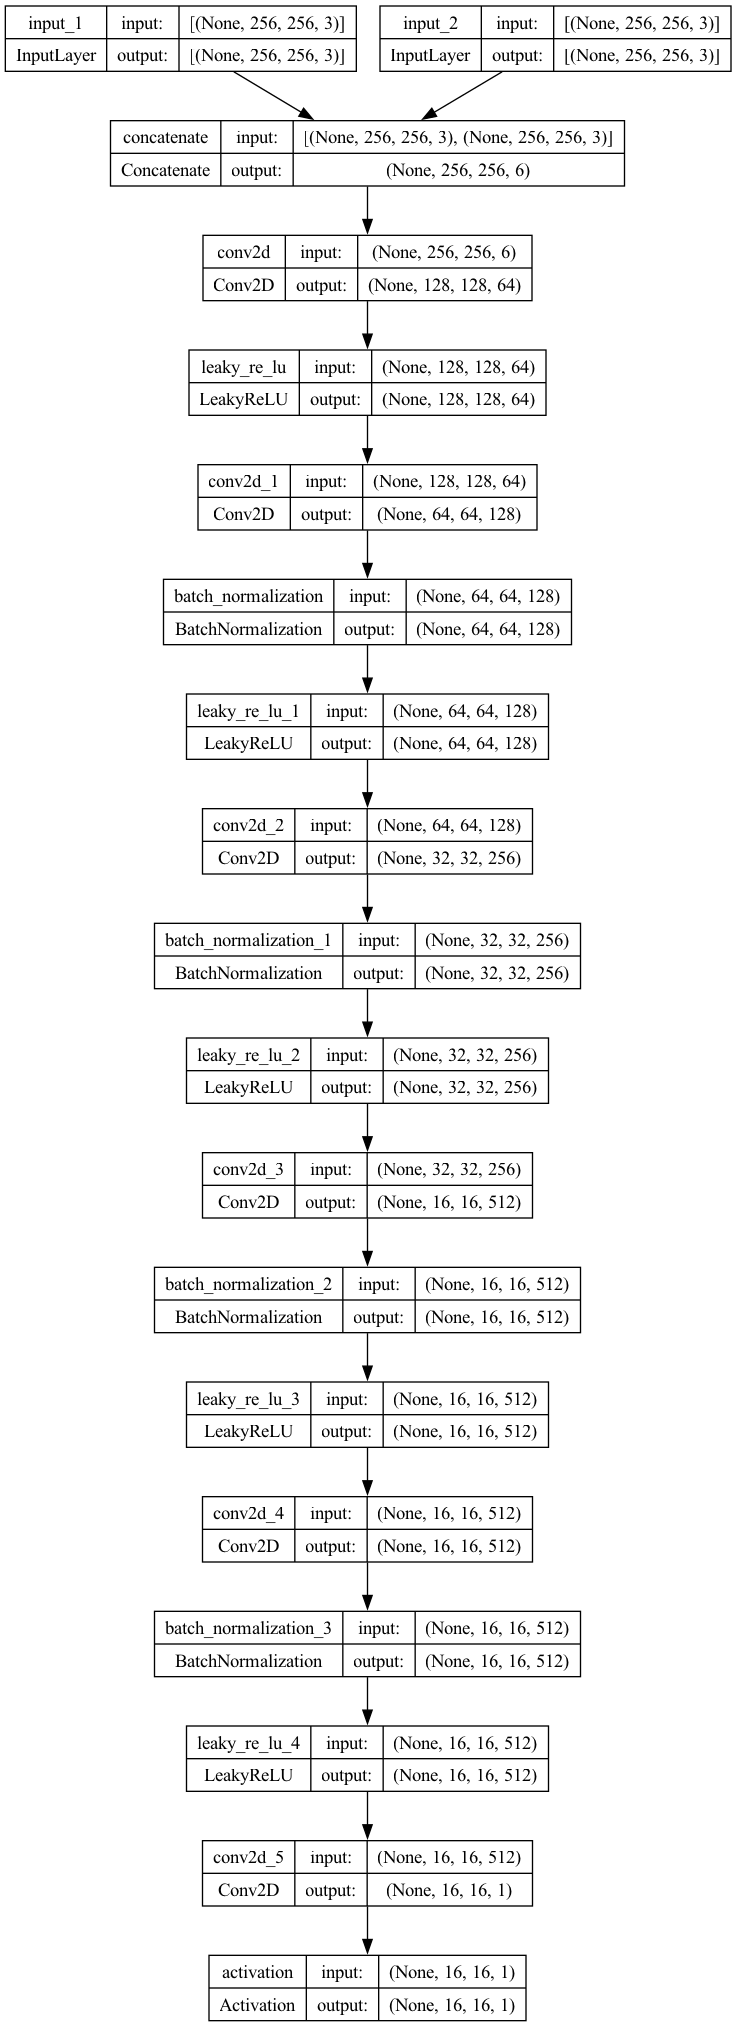 input_1 input: [(None, 256, 256, 3)] input_2 input: [(None, 256, 256, 3)]
InputLayer output: [(None, 256, 256, 3)] InputLayer output: [(None, 256, 256, 3)]
concatenate input: [(None, 256, 256, 3), (None, 256, 256, 3)]
Concatenate output: (None, 256, 256, 6)
conv2d input: (None, 256, 256, 6)
Conv2D output: (None, 128, 128, 64)
leaky_re_lu input: (None, 128, 128, 64)
LeakyReLU output: (None, 128, 128, 64)
conv2d_1 input: (None, 128, 128, 64)
Conv2D output: (None, 64, 64, 128)
batch_normalization input: (None, 64, 64, 128)
BatchNormalization output: (None, 64, 64, 128)
leaky_re_lu_1 input: (None, 64, 64, 128)
LeakyReLU output: (None, 64, 64, 128)
conv2d_2 input: (None, 64, 64, 128)
Conv2D output: (None, 32, 32, 256)
batch_normalization_1 input: (None, 32, 32, 256)
BatchNormalization output: (None, 32, 32, 256)
leaky_re_lu_2 input: (None, 32, 32, 256)
LeakyReLU output: (None, 32, 32, 256)
conv2d_3 input: (None, 32, 32, 256)
Conv2D output: (None, 16, 16, 512)
batch_normalization_2 input: (None, 16, 16, 512)
BatchNormalization output: (None, 16, 16, 512)
leaky_re_lu_3 input: (None, 16, 16, 512)
LeakyReLU output: (None, 16, 16, 512)
conv2d_4 input: (None, 16, 16, 512)
Conv2D output: (None, 16, 16, 512)
batch_normalization_3 input: (None, 16, 16, 512)
BatchNormalization output: (None, 16, 16, 512)
leaky_re_lu_4 input: (None, 16, 16, 512)
LeakyReLU output: (None, 16, 16, 512)
conv2d_5 input: (None, 16, 16, 512)
Conv2D output: (None, 16, 16, 1)
activation input: (None, 16, 16, 1)
Activation output: (None, 16, 16, 1)